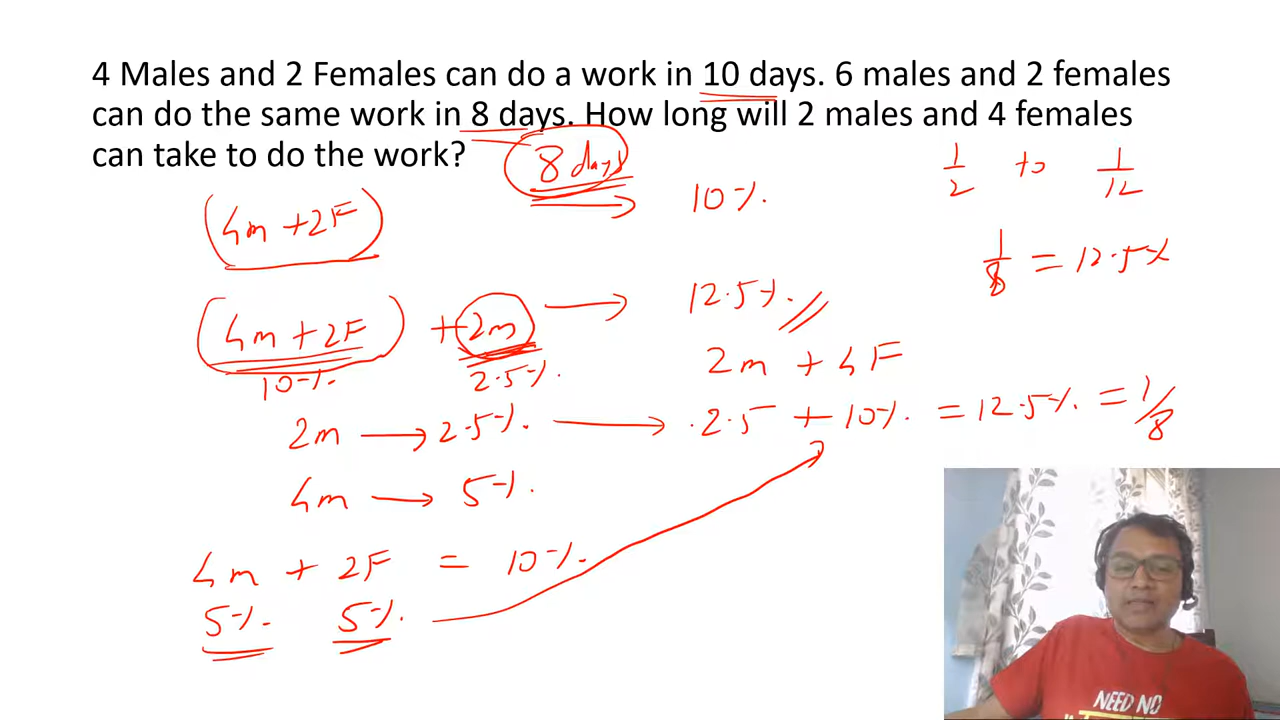 4 Males and 2 Females can do a work in 10 days. 6 males and 2 females
can do the same work in 8 days. How long will 2 males and 4 females
can take to do the work?
8 days
1/2 to 1/12
(4m + 2F) 10%.
1/8 = 12.5%
(4m + 2F) + 2m → 12.5%.
10%. 2.5%.
2m + 4F
2m → 2.5%. → 2.5 + 10%. = 12.5%. = 1/8
4m → 5%.
4m + 2F = 10%.
5%. 5%.
NEED NO